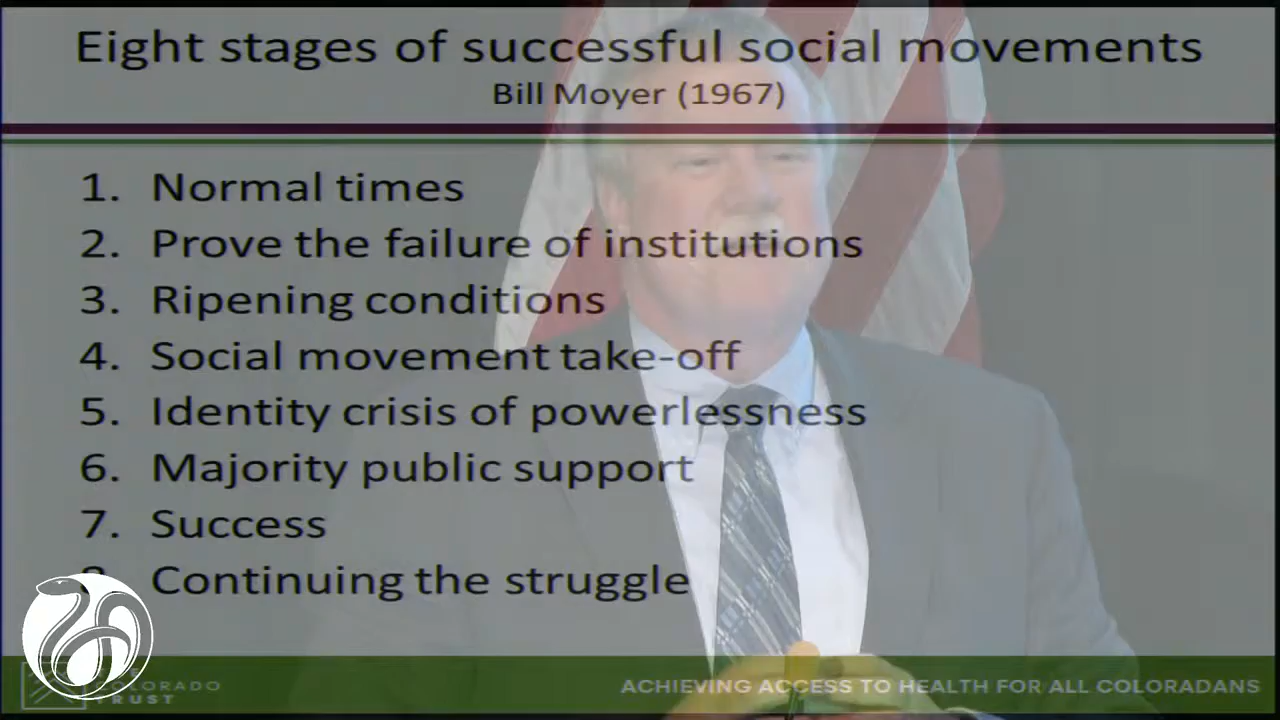 Eight stages of successful social movements
Bill Moyer (1967)
1. Normal times
2. Prove the failure of institutions
3. Ripening conditions
4. Social movement take-off
5. Identity crisis of powerlessness
6. Majority public support
7. Success
Continuing the struggle
COLORADO
TRUST
ACHIEVING ACCESS TO HEALTH FOR ALL COLORADANS